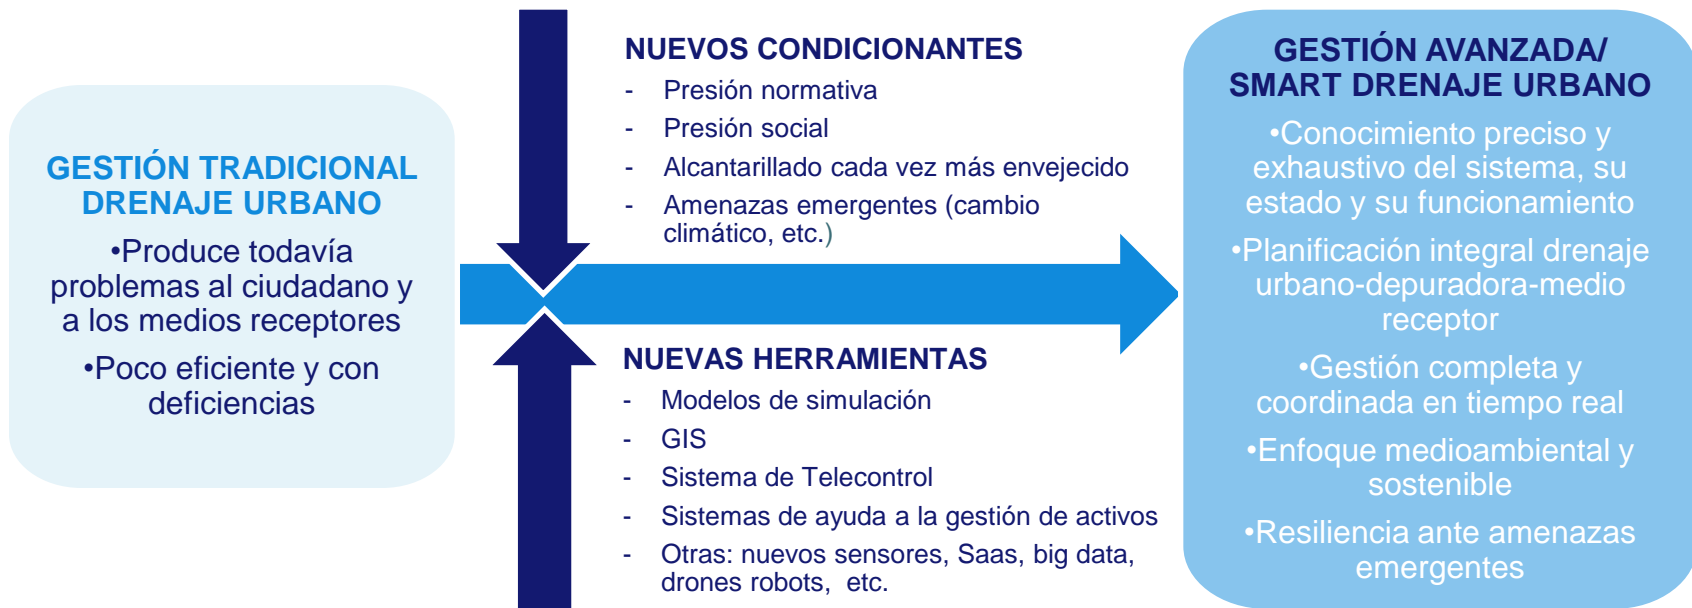 GESTIÓN TRADICIONAL
DRENAJE URBANO
•Produce todavía
problemas al ciudadano y
a los medios receptores
•Poco eficiente y con
deficiencias
NUEVOS CONDICIONANTES
- Presión normativa
- Presión social
- Alcantarillado cada vez más envejecido
- Amenazas emergentes (cambio
climático, etc.)
NUEVAS HERRAMIENTAS
- Modelos de simulación
- GIS
- Sistema de Telecontrol
- Sistemas de ayuda a la gestión de activos
- Otras: nuevos sensores, Saas, big data,
drones robots, etc.
GESTIÓN AVANZADA/
SMART DRENAJE URBANO
•Conocimiento preciso y
exhaustivo del sistema, su
estado y su funcionamiento
•Planificación integral drenaje
urbano-depuradora-medio
receptor
•Gestión completa y
coordinada en tiempo real
•Enfoque medioambiental y
sostenible
•Resiliencia ante amenazas
emergentes